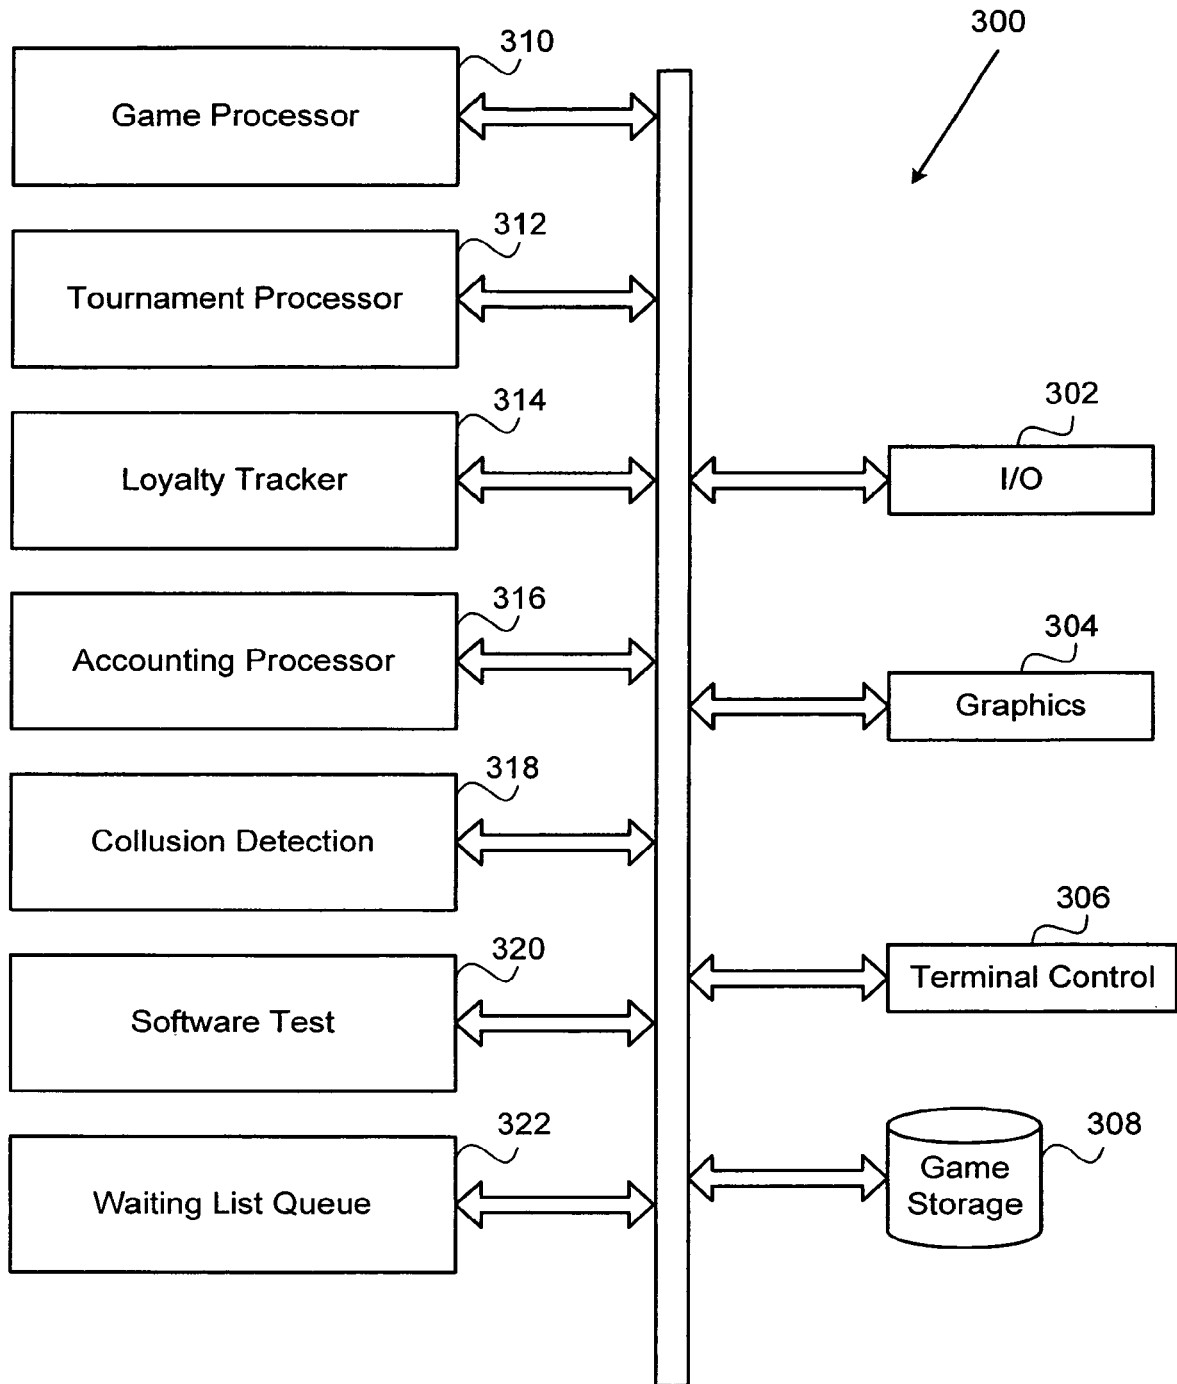 300
310
Game Processor
312
Tournament Processor
314
Loyalty Tracker
302
I/O
316
Accounting Processor
304
Graphics
318
Collusion Detection
306
Terminal Control
320
Software Test
322
Waiting List Queue
308
Game
Storage